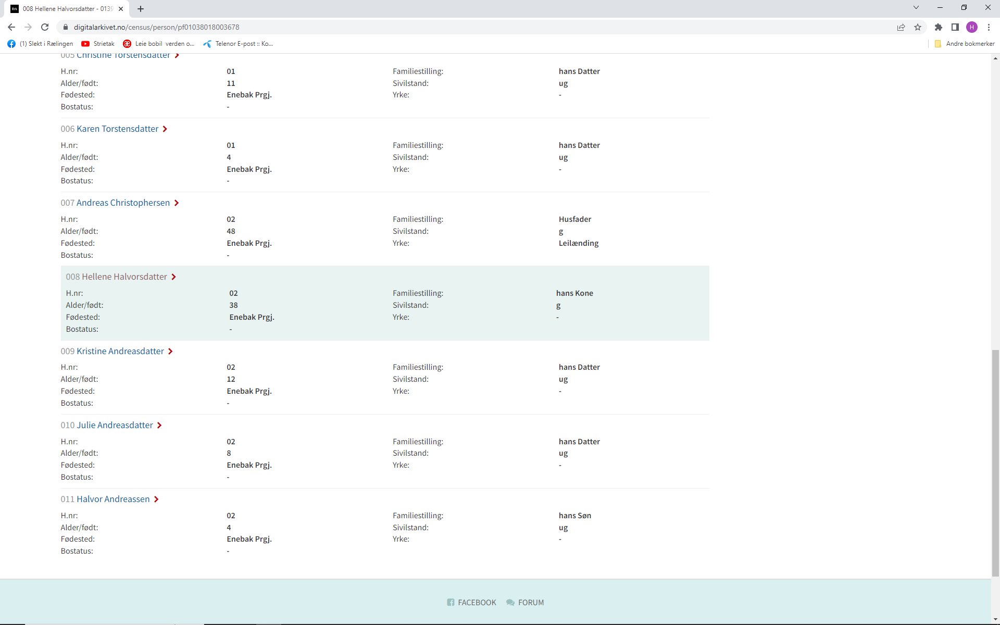 008 Hellene Halvorsdatter - 0139
digitalarkivet.no/census/person/pf01038018003678
H
(1) Slekt i Rælingen Strietak Leie bobil verden o... Telenor E-post :: Ko... Andre bokmerker
005 Christine Torstensdatter
H.nr: 01 Familiestilling: hans Datter
Alder/født: 11 Sivilstand: ug
Fødested: Enebak Prgj. Yrke: -
Bostatus: -
006 Karen Torstensdatter
H.nr: 01 Familiestilling: hans Datter
Alder/født: 4 Sivilstand: ug
Fødested: Enebak Prgj. Yrke: -
Bostatus: -
007 Andreas Christophersen
H.nr: 02 Familiestilling: Husfader
Alder/født: 48 Sivilstand: g
Fødested: Enebak Prgj. Yrke: Leilænding
Bostatus: -
008 Hellene Halvorsdatter
H.nr: 02 Familiestilling: hans Kone
Alder/født: 38 Sivilstand: g
Fødested: Enebak Prgj. Yrke: -
Bostatus: -
009 Kristine Andreasdatter
H.nr: 02 Familiestilling: hans Datter
Alder/født: 12 Sivilstand: ug
Fødested: Enebak Prgj. Yrke: -
Bostatus: -
010 Julie Andreasdatter
H.nr: 02 Familiestilling: hans Datter
Alder/født: 8 Sivilstand: ug
Fødested: Enebak Prgj. Yrke: -
Bostatus: -
011 Halvor Andreassen
H.nr: 02 Familiestilling: hans Søn
Alder/født: 4 Sivilstand: ug
Fødested: Enebak Prgj. Yrke: -
Bostatus: -
FACEBOOK FORUM